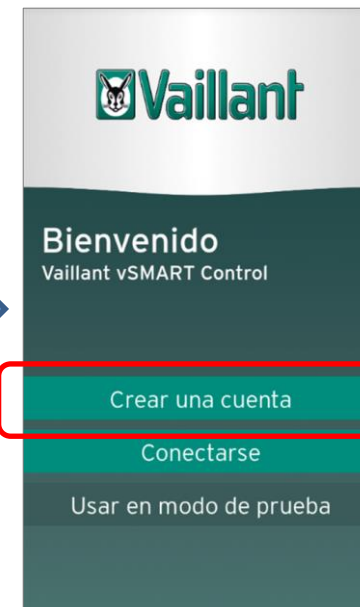 Vaillant
Bienvenido
Vaillant vSMART Control
Crear una cuenta
Conectarse
Usar en modo de prueba